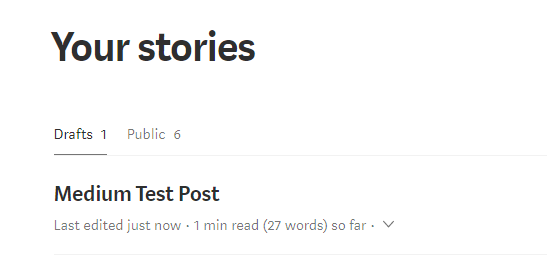 Your stories
Drafts 1 Public 6
Medium Test Post
Last edited just now · 1 min read (27 words) so far ·